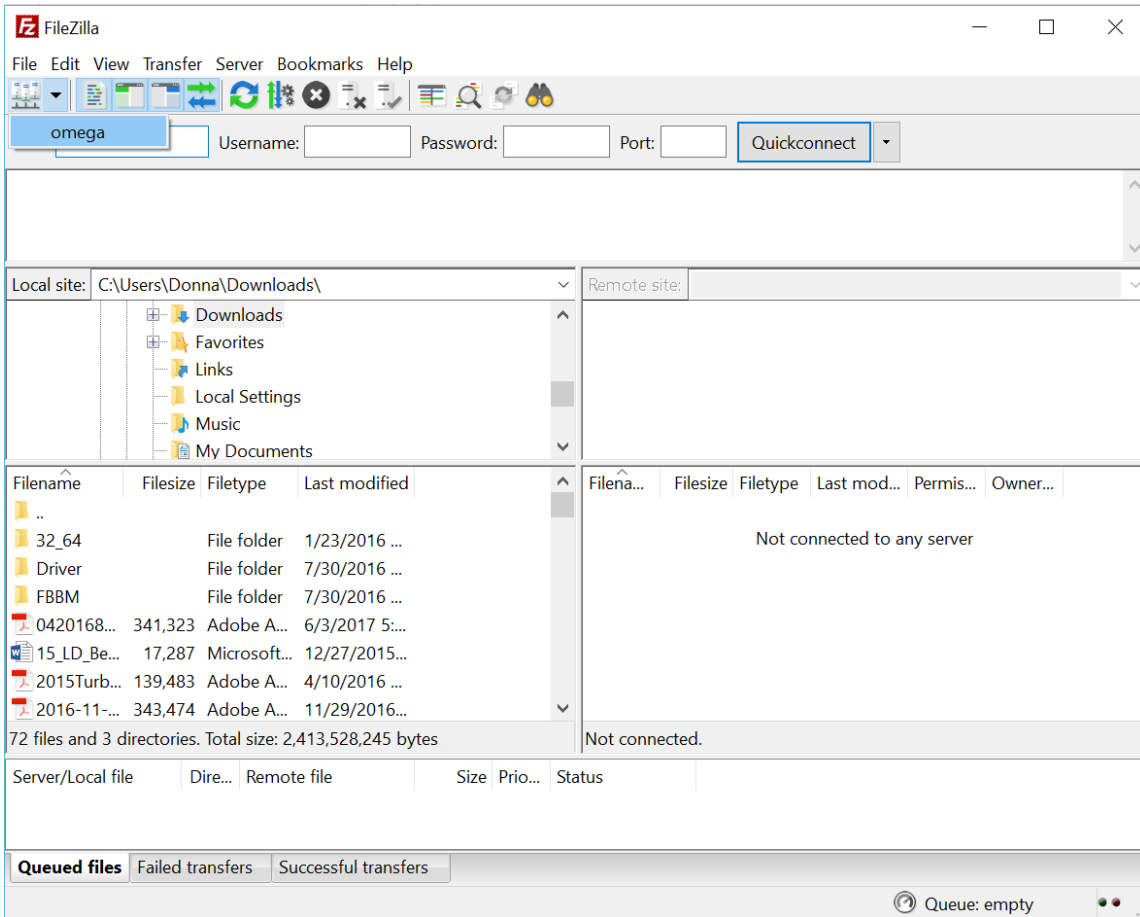 FileZilla
File Edit View Transfer Server Bookmarks Help
omega
Username: Password: Port: Quickconnect
Local site: C:\Users\Donna\Downloads\
Remote site:
Downloads
Favorites
Links
Local Settings
Music
My Documents
Filename Filesize Filetype Last modified
..
32_64 File folder 1/23/2016 ...
Driver File folder 7/30/2016 ...
FBBM File folder 7/30/2016 ...
0420168... 341,323 Adobe A... 6/3/2017 5:...
15_LD_Be... 17,287 Microsoft... 12/27/2015...
2015Turb... 139,483 Adobe A... 4/10/2016 ...
2016-11-... 343,474 Adobe A... 11/29/2016...
72 files and 3 directories. Total size: 2,413,528,245 bytes
Filena... Filesize Filetype Last mod... Permis... Owner...
Not connected to any server
Not connected.
Server/Local file Dire... Remote file Size Prio... Status
Queued files Failed transfers Successful transfers
Queue: empty